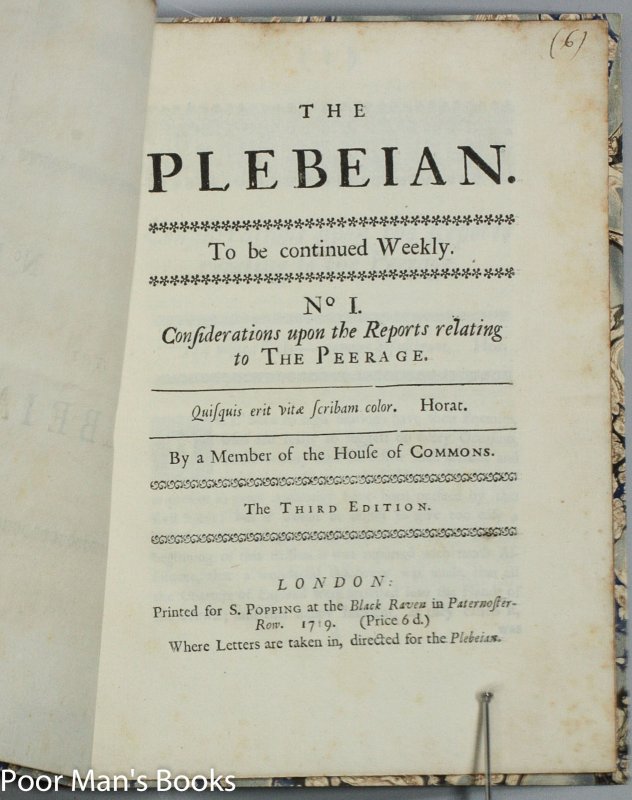 (6)
THE
PLEBEIAN.
To be continued Weekly.
Nº I.
Conſiderations upon the Reports relating
to THE PEERAGE.
Quiſquis erit vitæ ſcribam color. Horat.
By a Member of the Houſe of COMMONS.
The THIRD EDITION.
LONDON:
Printed for S. POPPING at the Black Raven in Paternoſter-
Row. 1719. (Price 6 d.)
Where Letters are taken in, directed for the Plebeian.
Poor Man's Books